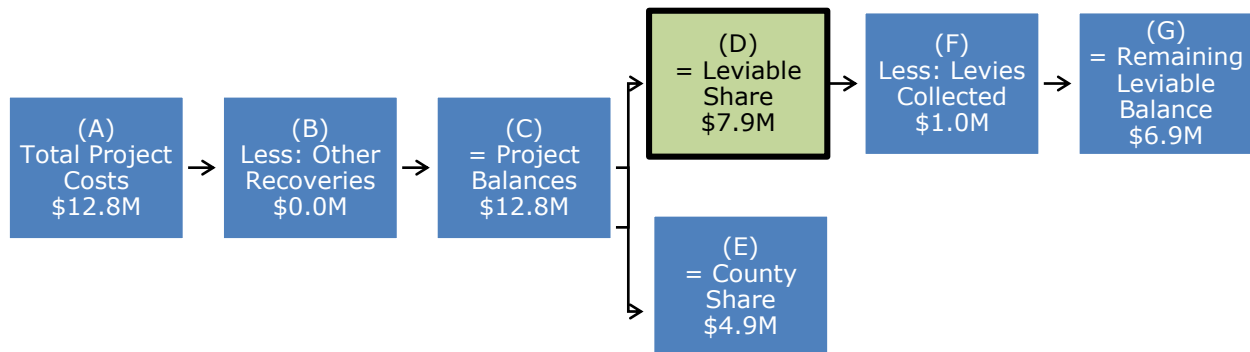 (A)
Total Project
Costs
$12.8M
(B)
Less: Other
Recoveries
$0.0M
(C)
= Project
Balances
$12.8M
(D)
= Leviable
Share
$7.9M
(E)
= County
Share
$4.9M
(F)
Less: Levies
Collected
$1.0M
(G)
= Remaining
Leviable
Balance
$6.9M